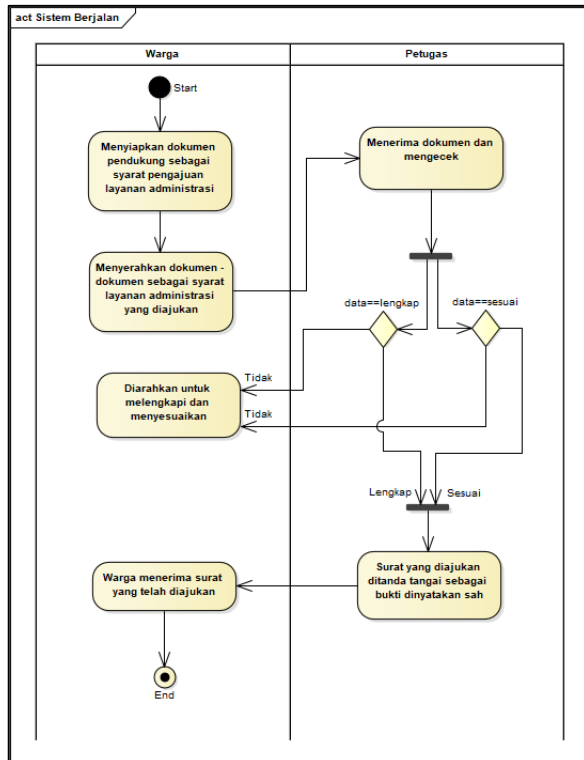 act Sistem Berjalan
Warga
Petugas
Start
Menyiapkan dokumen
pendukung sebagai
syarat pengajuan
layanan administrasi
Menerima dokumen dan
mengecek
Menyerahkan dokumen -
dokumen sebagai syarat
layanan administrasi
yang diajukan
data==lengkap
data==sesuai
Tidak
Diarahkan untuk
melengkapi dan
menyesuaikan
Tidak
Lengkap
Sesuai
Surat yang diajukan
ditanda tangai sebagai
bukti dinyatakan sah
Warga menerima surat
yang telah diajukan
End